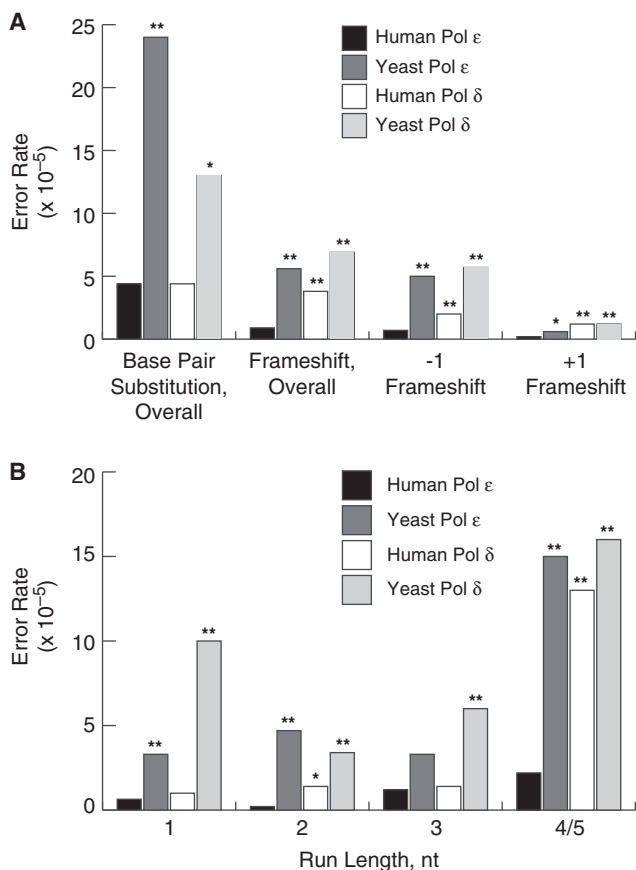 A
25
20
15
10
5
0
Error Rate
(x 10⁻⁵)
Human Pol ε
Yeast Pol ε
Human Pol δ
Yeast Pol δ
**
*
**
**
**
**
**
**
*
**
**
Base Pair
Substitution,
Overall
Frameshift,
Overall
-1
Frameshift
+1
Frameshift
B
20
15
10
5
0
Error Rate
(x 10⁻⁵)
Human Pol ε
Yeast Pol ε
Human Pol δ
Yeast Pol δ
**
**
**
*
**
**
**
**
**
1
2
3
4/5
Run Length, nt